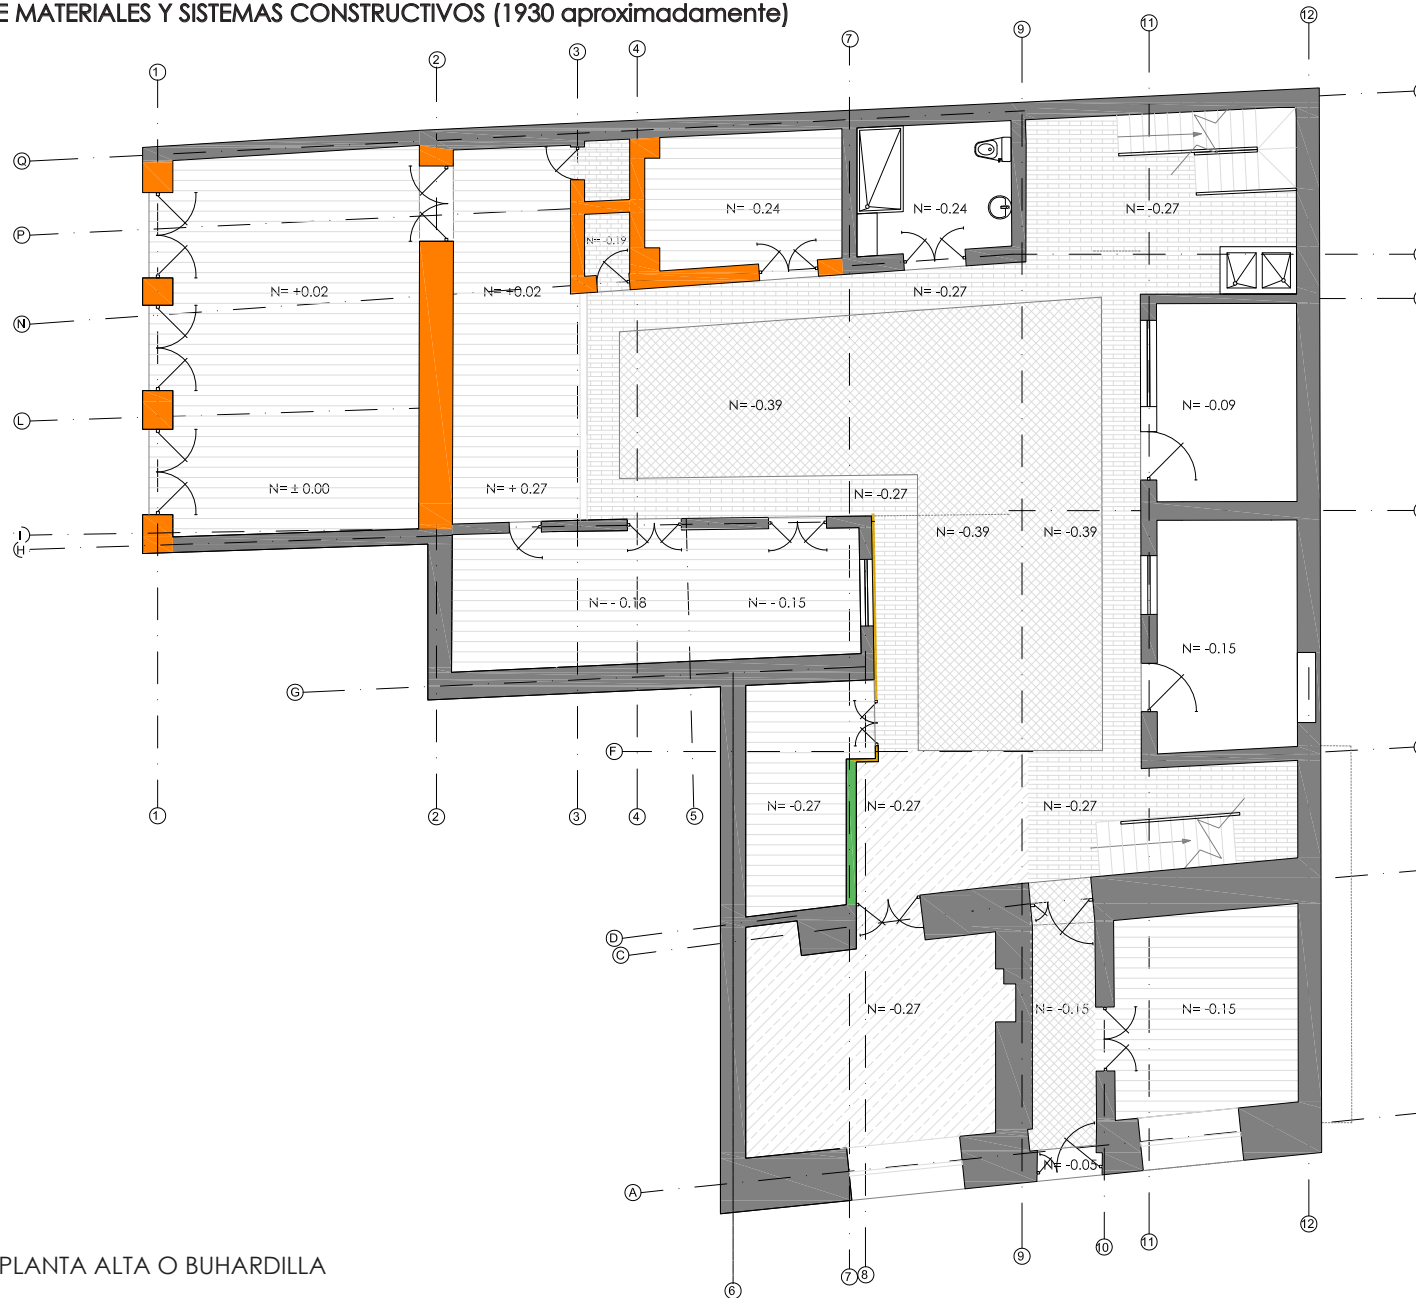 E MATERIALES Y SISTEMAS CONSTRUCTIVOS (1930 aproximadamente)
12
11
9
7
4
3
2
1
Q
P
N
L
I
H
G
F
D
C
A
N= -0.24
N= -0.24
N= -0.27
N= -0.19
N= +0.02
N= +0.02
N= -0.27
N= -0.39
N= -0.09
N= ± 0.00
N= + 0.27
N= -0.27
N= -0.39
N= -0.39
N= - 0.18
N= - 0.15
N= -0.15
N= -0.27
N= -0.27
N= -0.27
1
2
3
4
5
N= -0.27
N= -0.15
N= -0.15
N= -0.05
12
11
10
9
8
7
6
PLANTA ALTA O BUHARDILLA